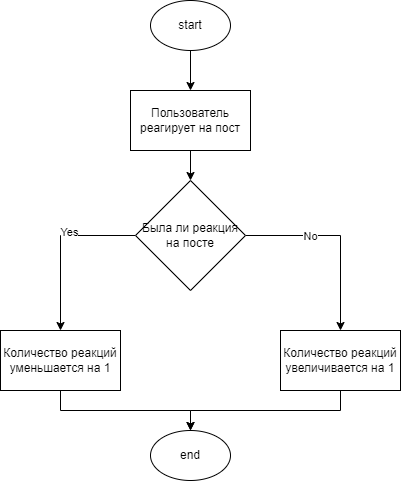 start
Пользователь
реагирует на пост
Была ли реакция
на посте
Yes
No
Количество реакций
уменьшается на 1
Количество реакций
увеличивается на 1
end